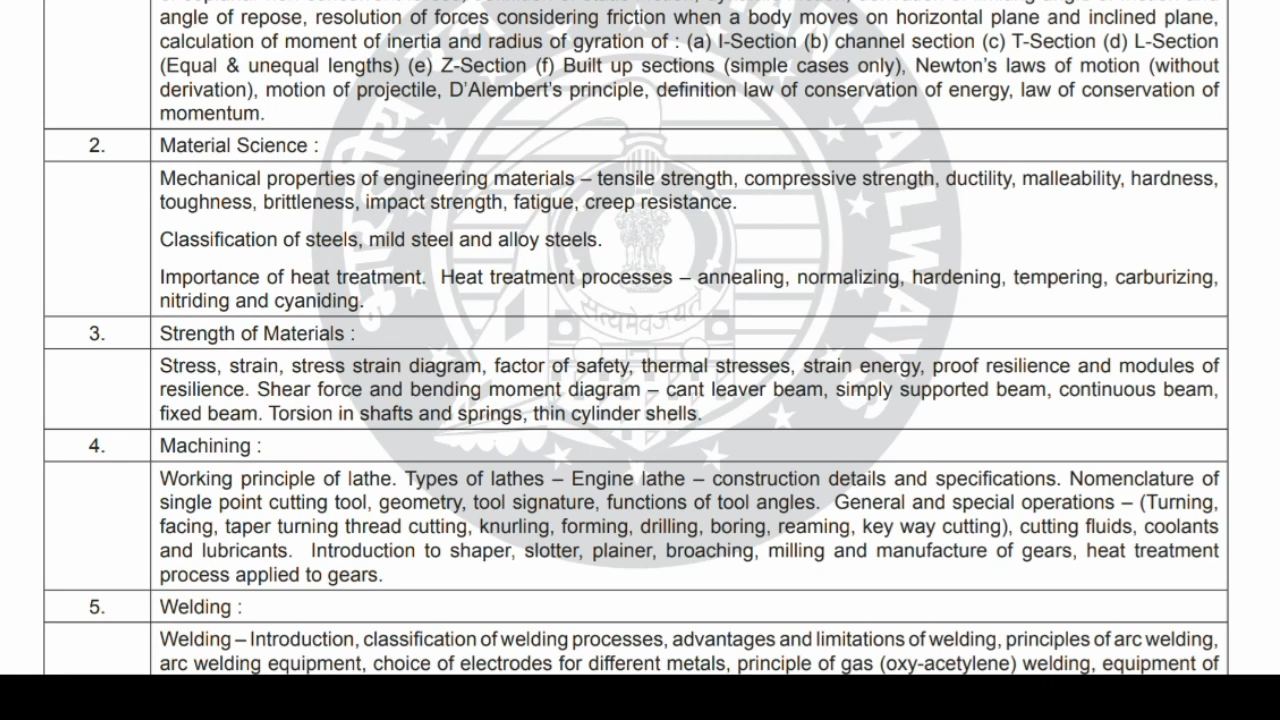 angle of repose, resolution of forces considering friction when a body moves on horizontal plane and inclined plane,
calculation of moment of inertia and radius of gyration of : (a) I-Section (b) channel section (c) T-Section (d) L-Section
(Equal & unequal lengths) (e) Z-Section (f) Built up sections (simple cases only), Newton's laws of motion (without
derivation), motion of projectile, D'Alembert's principle, definition law of conservation of energy, law of conservation of
momentum.
2. Material Science :
Mechanical properties of engineering materials – tensile strength, compressive strength, ductility, malleability, hardness,
toughness, brittleness, impact strength, fatigue, creep resistance.
Classification of steels, mild steel and alloy steels.
Importance of heat treatment. Heat treatment processes – annealing, normalizing, hardening, tempering, carburizing,
nitriding and cyaniding.
3. Strength of Materials :
Stress, strain, stress strain diagram, factor of safety, thermal stresses, strain energy, proof resilience and modules of
resilience. Shear force and bending moment diagram – cant leaver beam, simply supported beam, continuous beam,
fixed beam. Torsion in shafts and springs, thin cylinder shells.
4. Machining :
Working principle of lathe. Types of lathes – Engine lathe – construction details and specifications. Nomenclature of
single point cutting tool, geometry, tool signature, functions of tool angles. General and special operations – (Turning,
facing, taper turning thread cutting, knurling, forming, drilling, boring, reaming, key way cutting), cutting fluids, coolants
and lubricants. Introduction to shaper, slotter, plainer, broaching, milling and manufacture of gears, heat treatment
process applied to gears.
5. Welding :
Welding – Introduction, classification of welding processes, advantages and limitations of welding, principles of arc welding,
arc welding equipment, choice of electrodes for different metals, principle of gas (oxy-acetylene) welding, equipment of
सत्यमेव जयते